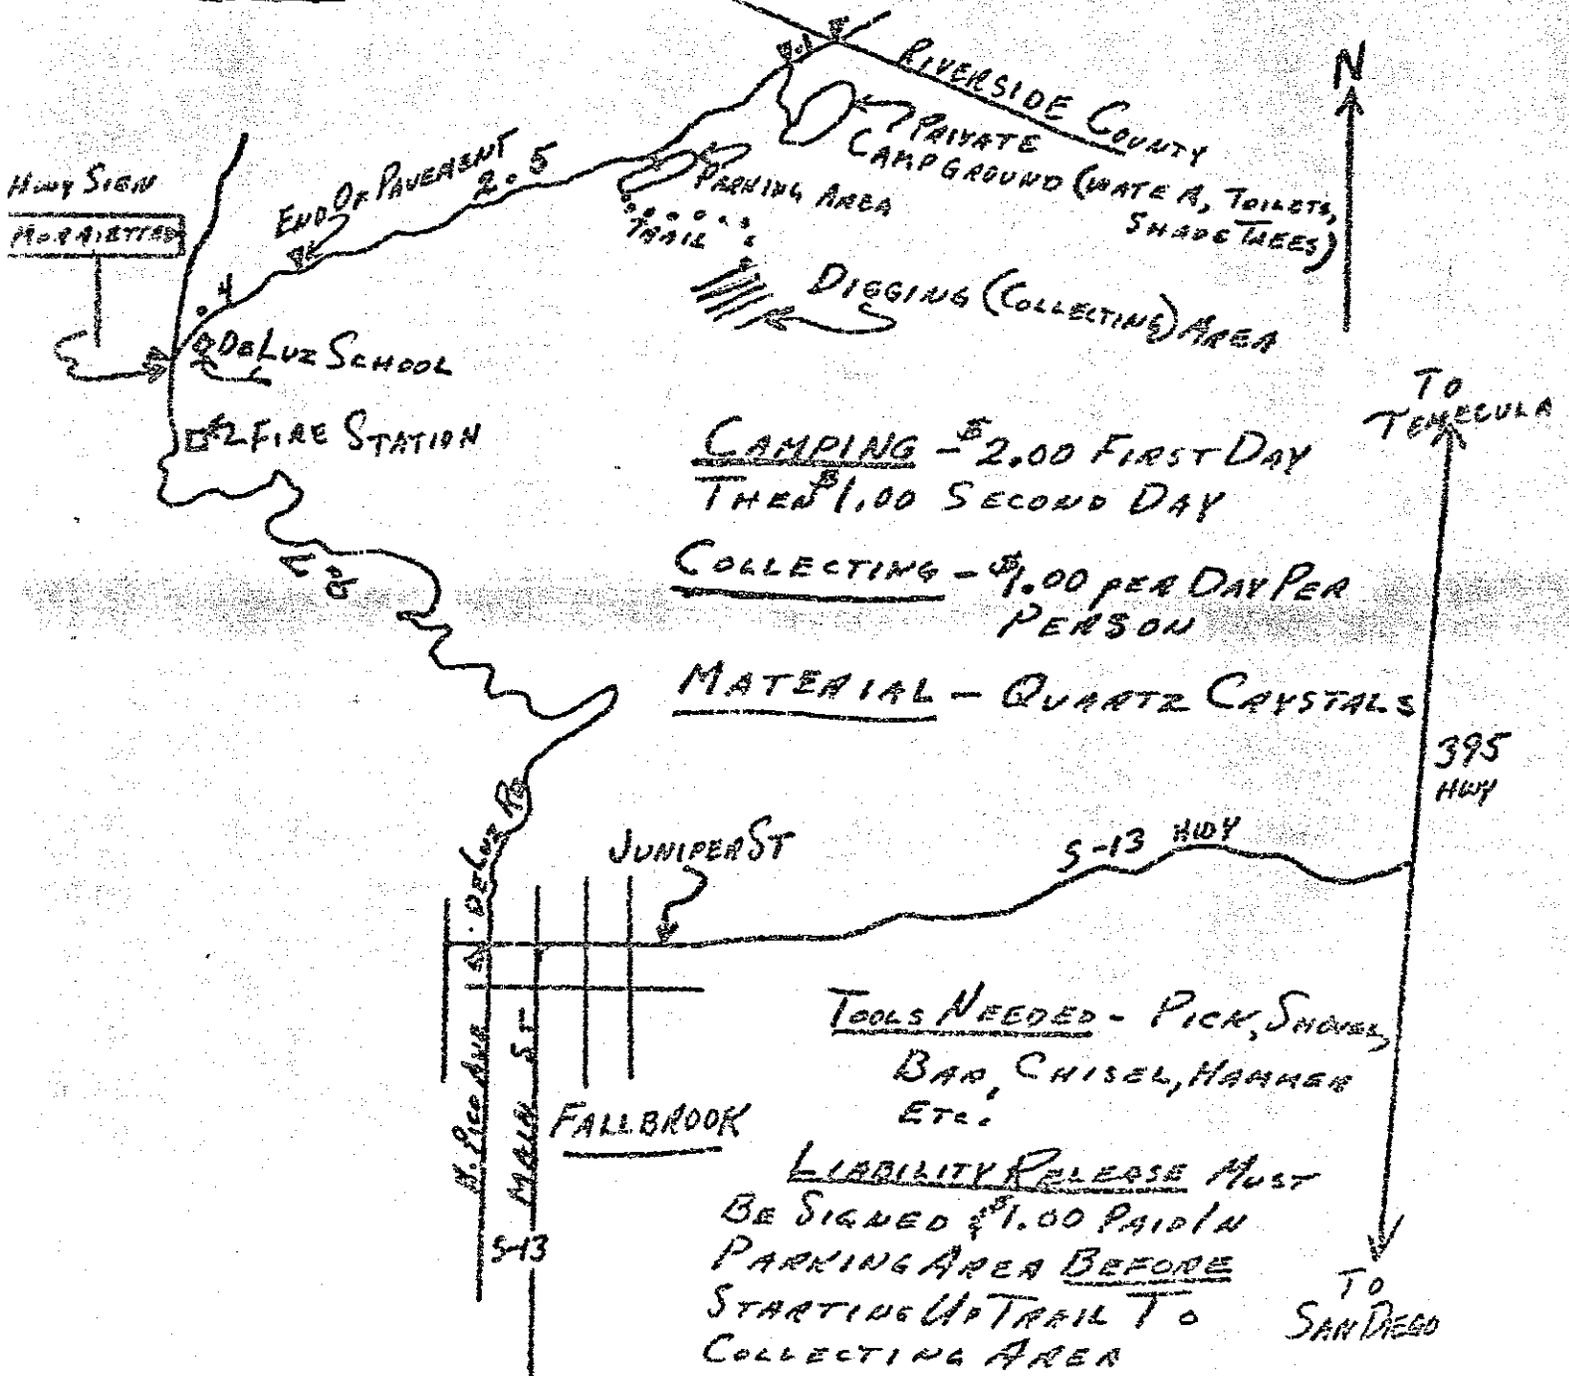 N
RIVERSIDE COUNTY
PRIVATE
CAMPGROUND (WATER, TOILETS,
SHADE TREES)
HWY SIGN
END OF PAVEMENT
2.5
PARKING AREA
TRAIL
.4
DIGGING (COLLECTING) AREA
DELUZ SCHOOL
FIRE STATION
TO
TEMECULA
CAMPING - $2.00 FIRST DAY
THEN $1.00 SECOND DAY
COLLECTING - $1.00 PER DAY PER
PERSON
MATERIAL - QUARTZ CRYSTALS
395
HWY
DELUZ RD
JUNIPER ST
S-13 HWY
N. PICO AVE
MAIN ST
S-13
FALLBROOK
TOOLS NEEDED - PICK, SHOVEL,
BAR, CHISEL, HAMMER
ETC.
LIABILITY RELEASE MUST
BE SIGNED & $1.00 PAID IN
PARKING AREA BEFORE
STARTING UP TRAIL TO
COLLECTING AREA
TO
SAN DIEGO